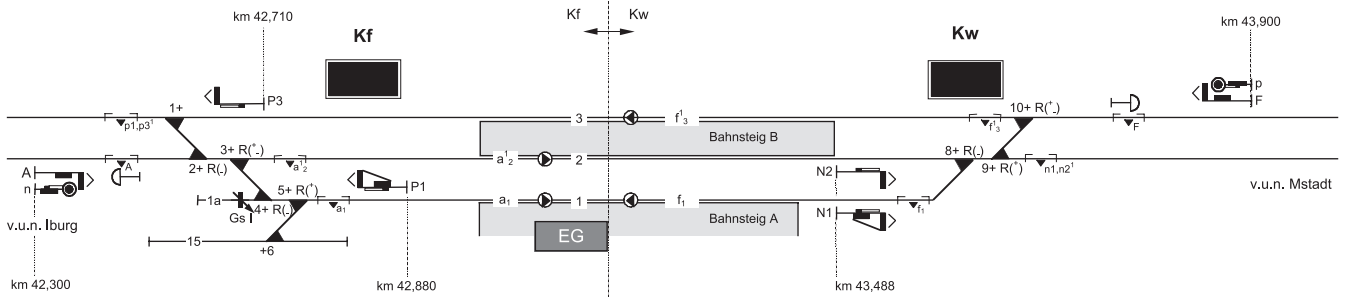 km 42,710
Kf Kw
km 43,900
Kf
Kw
P3
1+
p1,p3¹
3
f¹₃
Bahnsteig B
f¹₃
10+ R(⁺-)
F
p
F
A
n
A
2+ R(-)
3+ R(⁺-)
a¹₂
a¹₂
2
N2
8+ R(-)
9+ R(⁺)
n1,n2¹
v.u.n. Mstadt
P1
1a
4+ R(-)
5+ R(⁺)
a₁
a₁
1
f₁
f₁
Gs I
Bahnsteig A
N1
v.u.n. Iburg
15
+6
EG
km 42,300
km 42,880
km 43,488